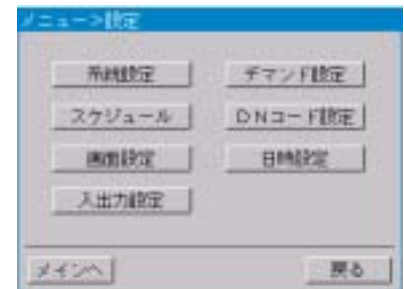 メニュー>設定
系統設定
デマンド設定
スケジュール
DNコード設定
画面設定
日時設定
入出力設定
メインへ
戻る